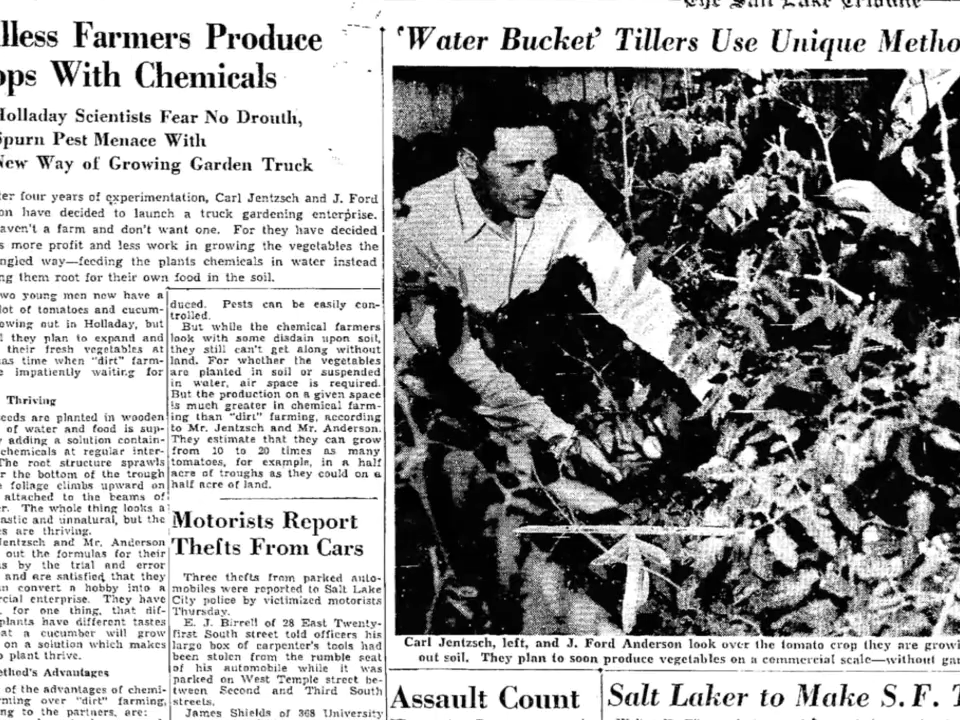 The Salt Lake Tribune
lless Farmers Produce
ops With Chemicals
Holladay Scientists Fear No Drouth,
Spurn Pest Menace With
New Way of Growing Garden Truck
ter four years of experimentation, Carl Jentzsch and J. Ford
on have decided to launch a truck gardening enterprise.
aven't a farm and don't want one. For they have decided
s more profit and less work in growing the vegetables the
ngled way—feeding the plants chemicals in water instead
ng them root for their own food in the soil.
wo young men now have a
lot of tomatoes and cucum-
owing out in Holladay, but
they plan to expand and
their fresh vegetables at
as time when "dirt" farm-
e impatiently waiting for
Thriving
eeds are planted in wooden
of water and food is sup-
adding a solution contain-
chemicals at regular inter-
The root structure sprawls
r the bottom of the trough
e foliage climbs upward on
attached to the beams of
r. The whole thing looks a
astic and unnatural, but the
s are thriving.
Jentzsch and Mr. Anderson
out the formulas for their
s by the trial and error
and are satisfied that they
n convert a hobby into a
rcial enterprise. They have
, for one thing, that dif-
plants have different tastes
at a cucumber will grow
on a solution which makes
plant thrive.
ethod's Advantages
of the advantages of chemi-
rming over "dirt" farming,
ng to the partners, are:
duced. Pests can be easily con-
trolled.
But while the chemical farmers
look with some disdain upon soil,
they still can't get along without
land. For whether the vegetables
are planted in soil or suspended
in water, air space is required.
But the production on a given space
is much greater in chemical farm-
ing than "dirt" farming, according
to Mr. Jentzsch and Mr. Anderson.
They estimate that they can grow
from 10 to 20 times as many
tomatoes, for example, in a half
acre of troughs as they could on a
half acre of land.
Motorists Report
Thefts From Cars
Three thefts from parked auto-
mobiles were reported to Salt Lake
City police by victimized motorists
Thursday.
E. J. Birrell of 28 East Twenty-
first South street told officers his
large box of carpenter's tools had
been stolen from the rumble seat
of his automobile while it was
parked on West Temple street be-
tween Second and Third South
streets.
James Shields of 368 University
'Water Bucket' Tillers Use Unique Metho
Carl Jentzsch, left, and J. Ford Anderson look over the tomato crop they are growi
out soil. They plan to soon produce vegetables on a commercial scale—without ga
Assault Count
Salt Laker to Make S. F. T